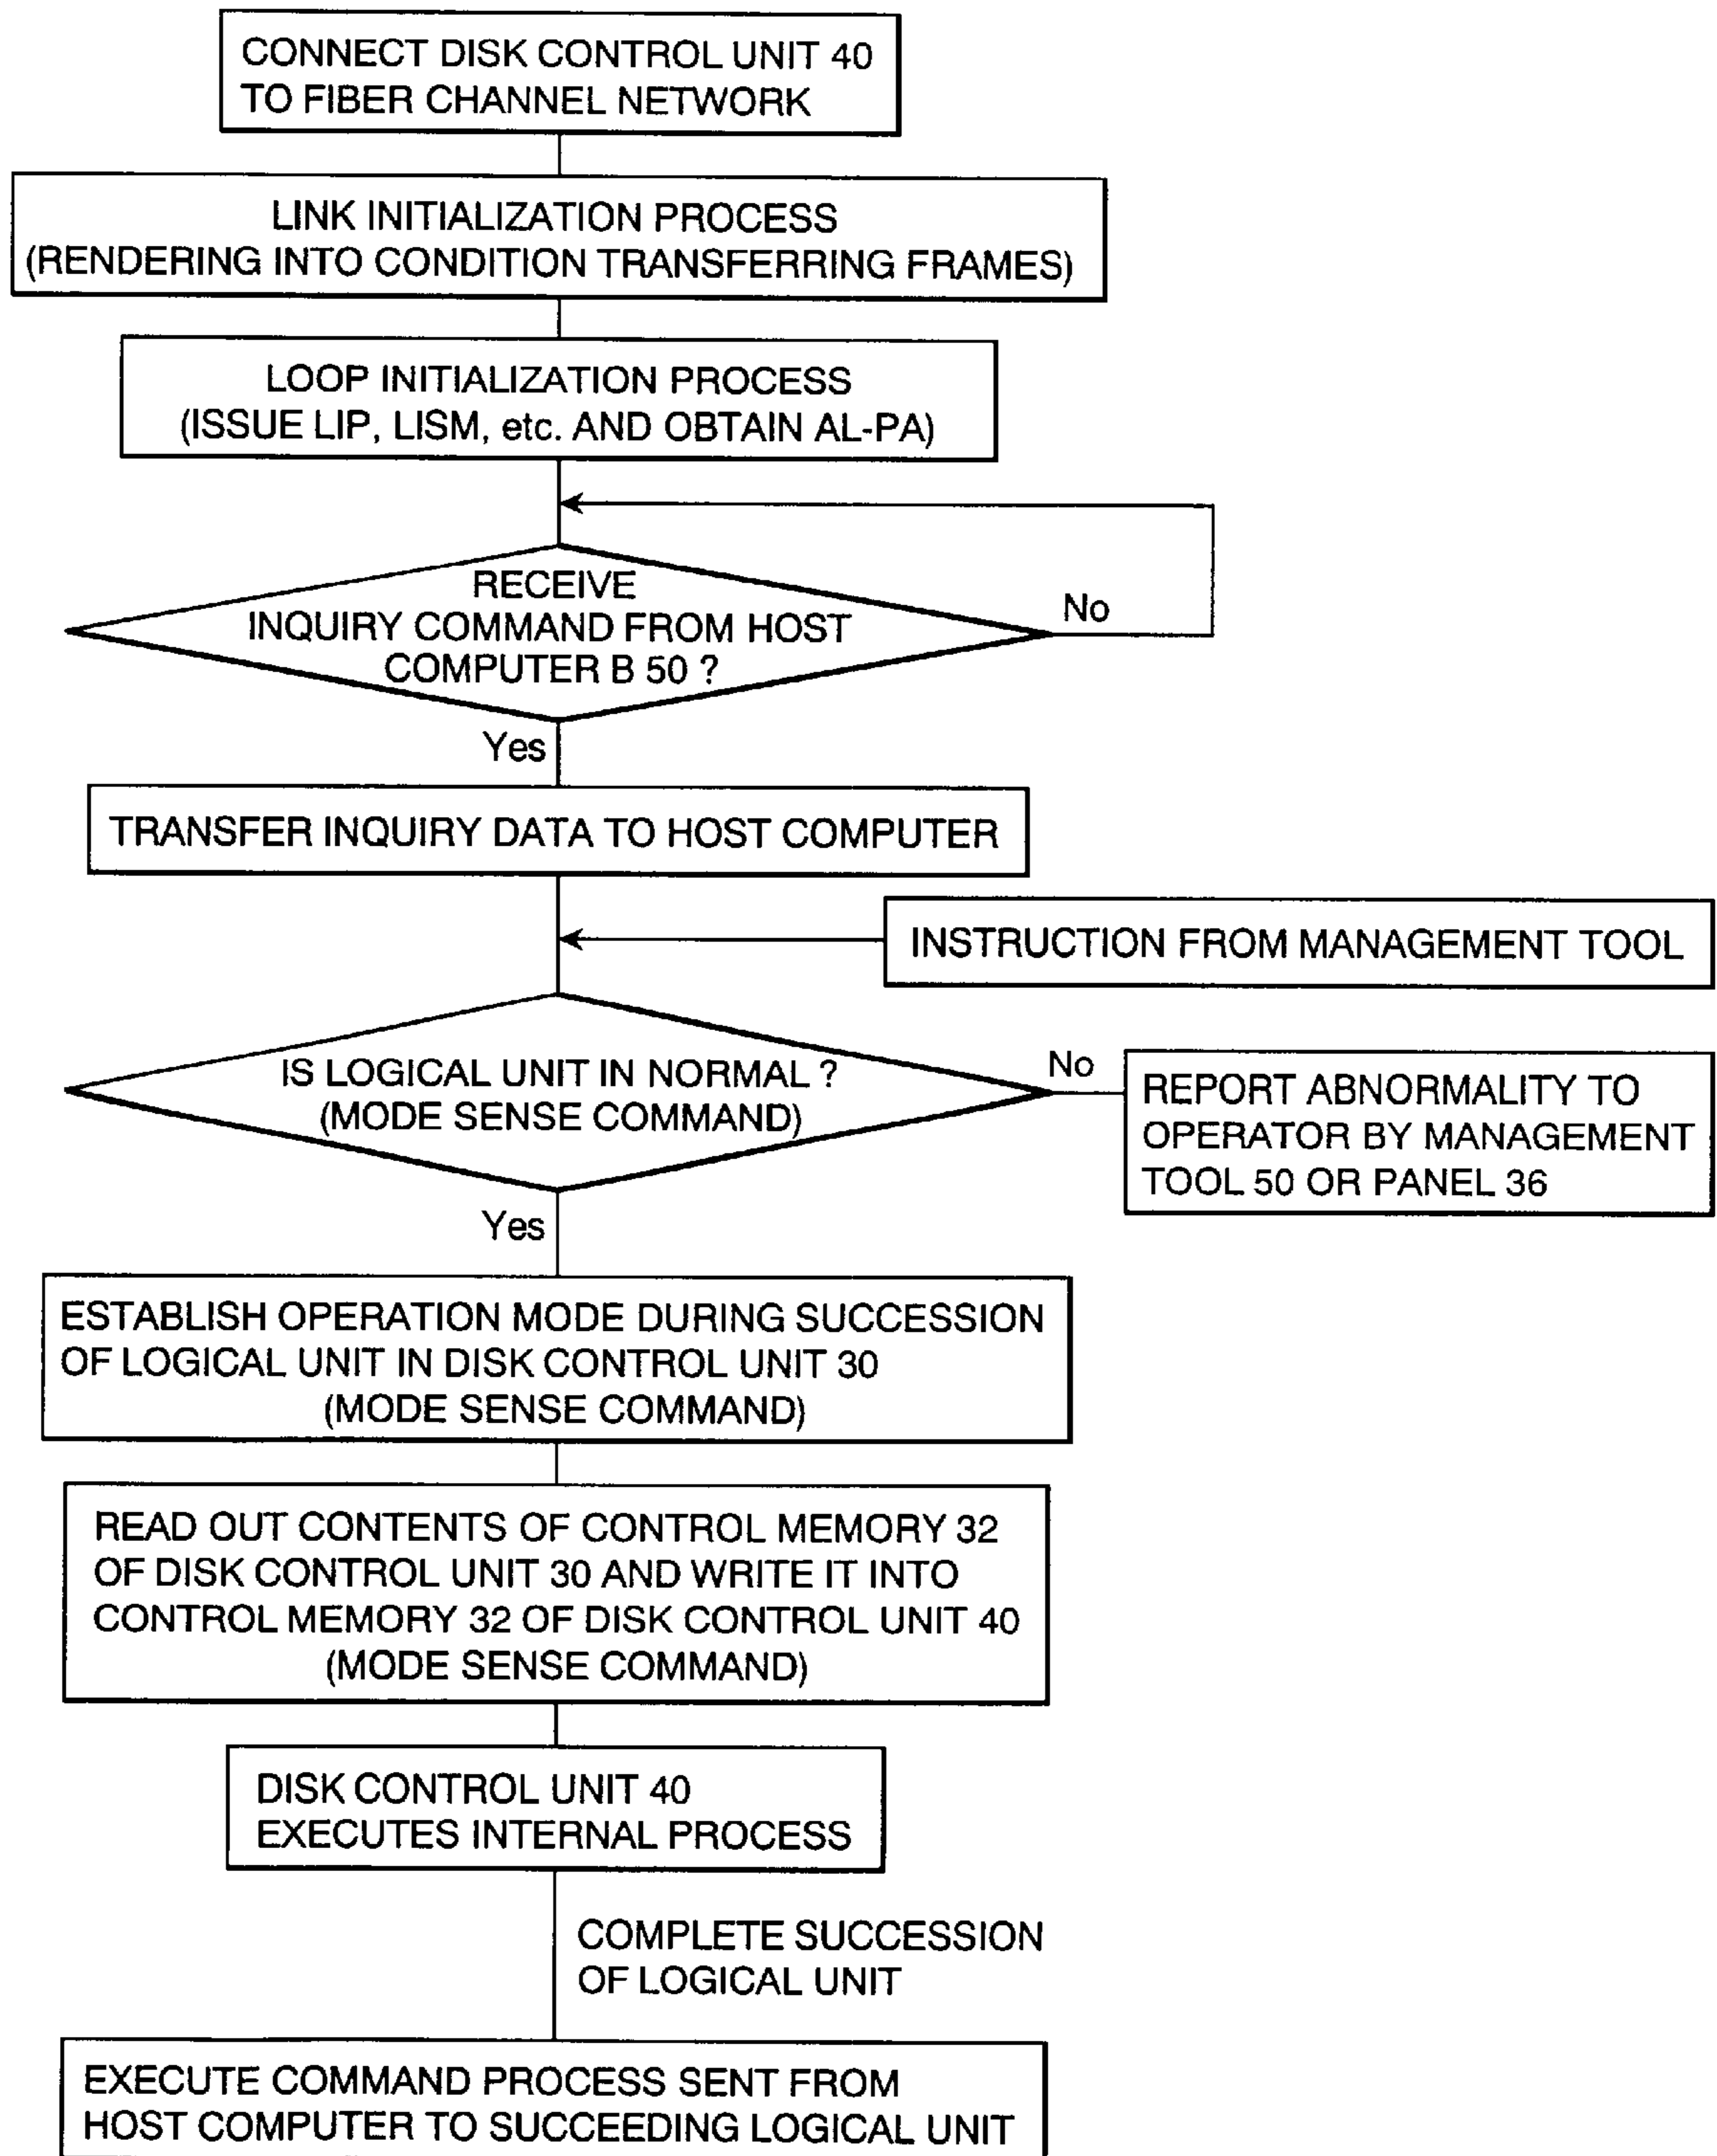 CONNECT DISK CONTROL UNIT 40
TO FIBER CHANNEL NETWORK
LINK INITIALIZATION PROCESS
(RENDERING INTO CONDITION TRANSFERRING FRAMES)
LOOP INITIALIZATION PROCESS
(ISSUE LIP, LISM, etc. AND OBTAIN AL-PA)
RECEIVE
INQUIRY COMMAND FROM HOST
COMPUTER B 50 ?
No
Yes
TRANSFER INQUIRY DATA TO HOST COMPUTER
INSTRUCTION FROM MANAGEMENT TOOL
IS LOGICAL UNIT IN NORMAL ?
(MODE SENSE COMMAND)
No
REPORT ABNORMALITY TO
OPERATOR BY MANAGEMENT
TOOL 50 OR PANEL 36
Yes
ESTABLISH OPERATION MODE DURING SUCCESSION
OF LOGICAL UNIT IN DISK CONTROL UNIT 30
(MODE SENSE COMMAND)
READ OUT CONTENTS OF CONTROL MEMORY 32
OF DISK CONTROL UNIT 30 AND WRITE IT INTO
CONTROL MEMORY 32 OF DISK CONTROL UNIT 40
(MODE SENSE COMMAND)
DISK CONTROL UNIT 40
EXECUTES INTERNAL PROCESS
COMPLETE SUCCESSION
OF LOGICAL UNIT
EXECUTE COMMAND PROCESS SENT FROM
HOST COMPUTER TO SUCCEEDING LOGICAL UNIT